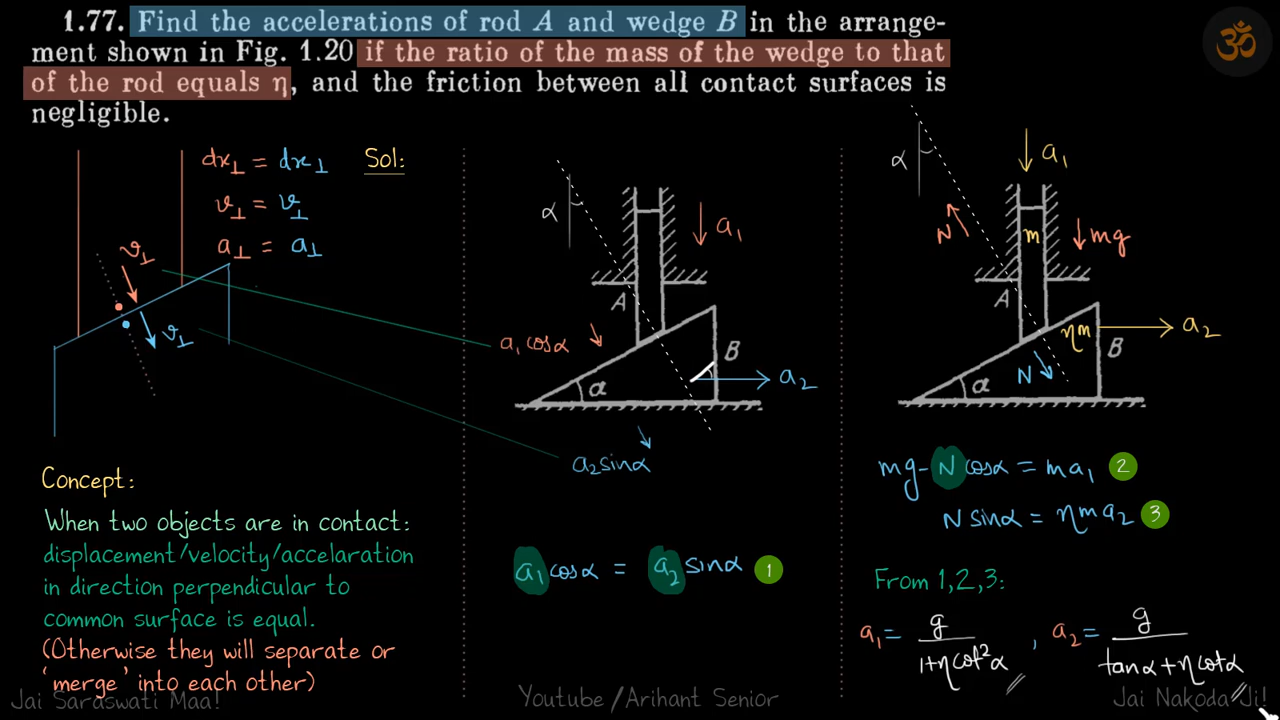 1.77. Find the accelerations of rod A and wedge B in the arrange-
ment shown in Fig. 1.20 if the ratio of the mass of the wedge to that
of the rod equals η, and the friction between all contact surfaces is
negligible.
ॐ
dx⊥ = dx⊥
v⊥ = v⊥
a⊥ = a⊥
v⊥
v⊥
Concept:
When two objects are in contact:
displacement/velocity/accelaration
in direction perpendicular to
common surface is equal.
(Otherwise they will separate or
'merge' into each other)
Sol:
α
a₁
A
a₁cosα
B
α
a₂
a₂sinα
a₁cosα = a₂sinα 1
α
a₁
N
m
mg
A
ηm
a₂
B
α
N
mg - N cosα = ma₁ 2
N sinα = ηma₂ 3
From 1,2,3:
a₁ = g/(1+ηcot²α) , a₂ = g/(tanα+ηcotα)
Jai Saraswati Maa!
Youtube/Arihant Senior
Jai Nakoda Ji!